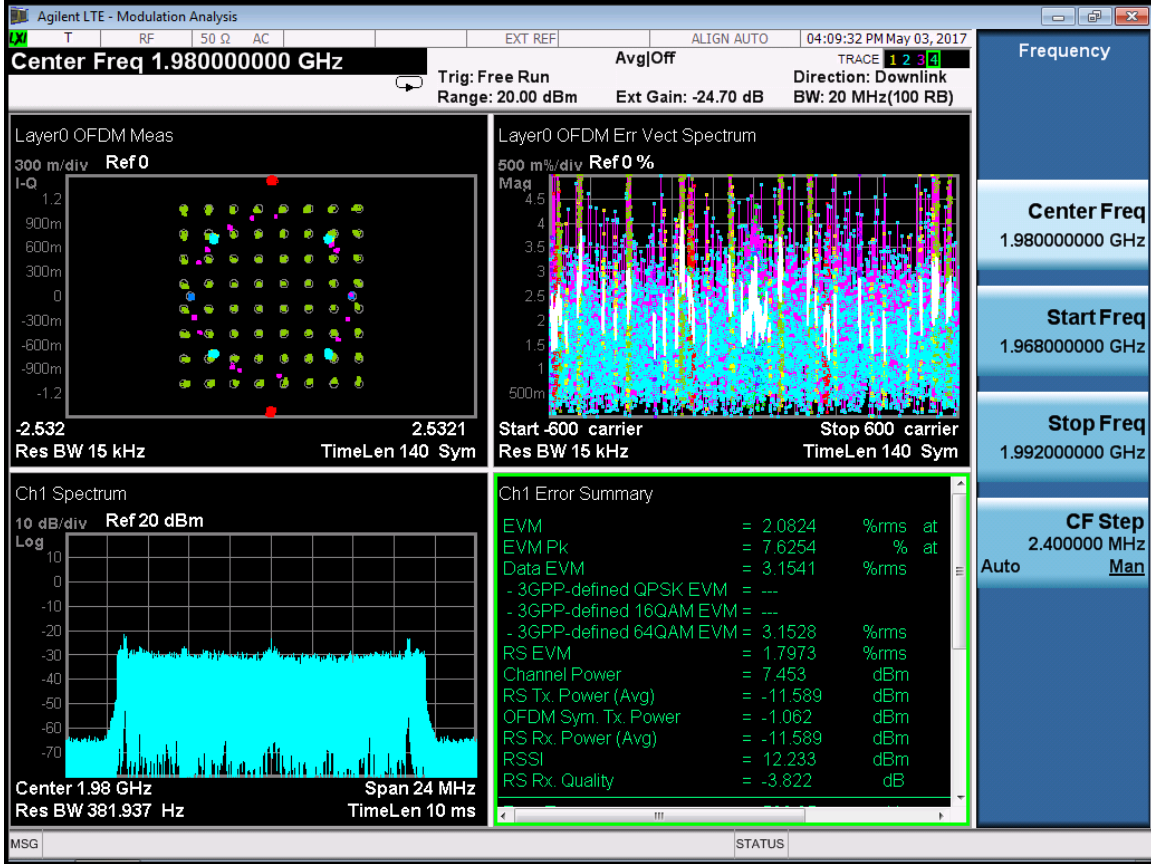 Agilent LTE - Modulation Analysis
LXI T RF 50 Ω AC EXT REF ALIGN AUTO 04:09:32 PM May 03, 2017
Center Freq 1.980000000 GHz
Avg|Off
TRACE 1 2 3 4
Trig: Free Run
Direction: Downlink
Range: 20.00 dBm Ext Gain: -24.70 dB BW: 20 MHz(100 RB)
Layer0 OFDM Meas
300 m/div Ref 0
I-Q
1.2
900m
600m
300m
0
-300m
-600m
-900m
-1.2
-2.532 2.5321
Res BW 15 kHz TimeLen 140 Sym
Layer0 OFDM Err Vect Spectrum
500 m%/div Ref 0 %
Mag
4.5
4
3.5
3
2.5
2
1.5
1
500m
Start -600 carrier Stop 600 carrier
Res BW 15 kHz TimeLen 140 Sym
Ch1 Spectrum
10 dB/div Ref 20 dBm
Log
10
0
-10
-20
-30
-40
-50
-60
-70
Center 1.98 GHz Span 24 MHz
Res BW 381.937 Hz TimeLen 10 ms
Ch1 Error Summary
EVM = 2.0824 %rms at
EVM Pk = 7.6254 % at
Data EVM = 3.1541 %rms
- 3GPP-defined QPSK EVM = ---
- 3GPP-defined 16QAM EVM = ---
- 3GPP-defined 64QAM EVM = 3.1528 %rms
RS EVM = 1.7973 %rms
Channel Power = 7.453 dBm
RS Tx. Power (Avg) = -11.589 dBm
OFDM Sym. Tx. Power = -1.062 dBm
RS Rx. Power (Avg) = -11.589 dBm
RSSI = 12.233 dBm
RS Rx. Quality = -3.822 dB
Frequency
Center Freq
1.980000000 GHz
Start Freq
1.968000000 GHz
Stop Freq
1.992000000 GHz
CF Step
2.400000 MHz
Auto Man
MSG STATUS